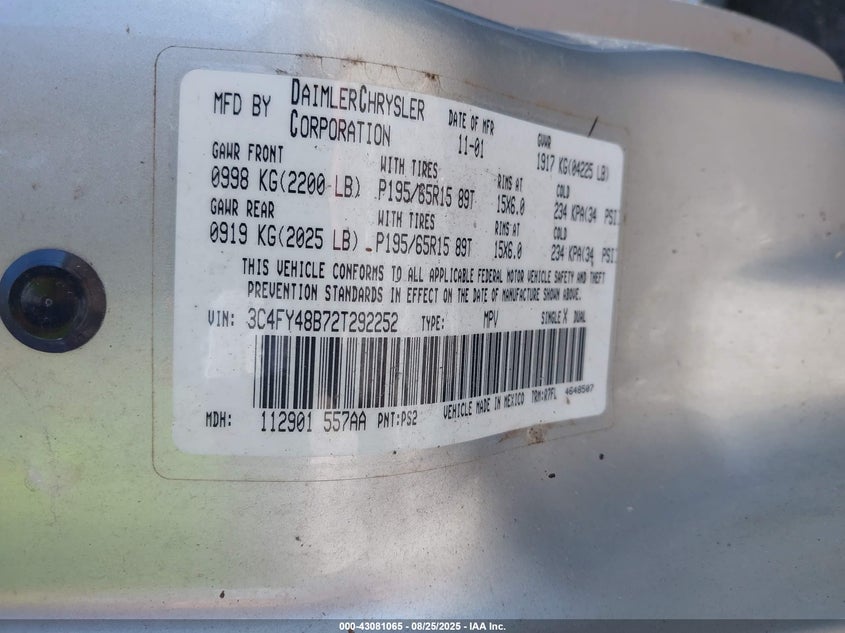 MFD BY DAIMLERCHRYSLER CORPORATION DATE OF MFR 11-01 GVWR 1917 KG(04225 LB)
GAWR FRONT WITH TIRES RIMS AT COLD
0998 KG(2200 LB) P195/65R15 89T 15X6.0 234 KPA(34 PSI)
GAWR REAR WITH TIRES RIMS AT COLD
0919 KG(2025 LB) P195/65R15 89T 15X6.0 234 KPA(34 PSI)
THIS VEHICLE CONFORMS TO ALL APPLICABLE FEDERAL MOTOR VEHICLE SAFETY AND THEFT
PREVENTION STANDARDS IN EFFECT ON THE DATE OF MANUFACTURE SHOWN ABOVE.
VIN: 3C4FY48B72T292252 TYPE: MPV SINGLE X DUAL
MDH: 112901 557AA PNT:PS2 VEHICLE MADE IN MEXICO TRM:R7FL 4648507
000-43081065 - 08/25/2025 - IAA Inc.